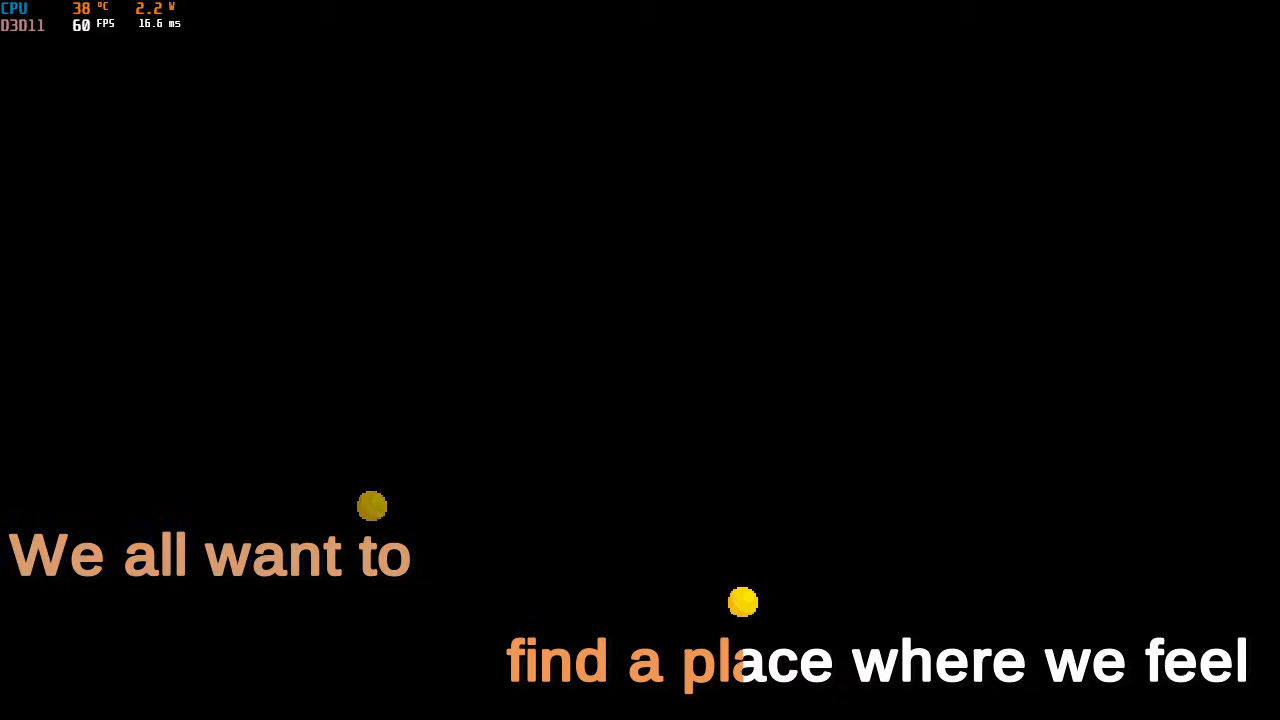 CPU 38 °C 2.2 W
D3D11 60 FPS 16.6 ms
We all want to
find a place where we feel